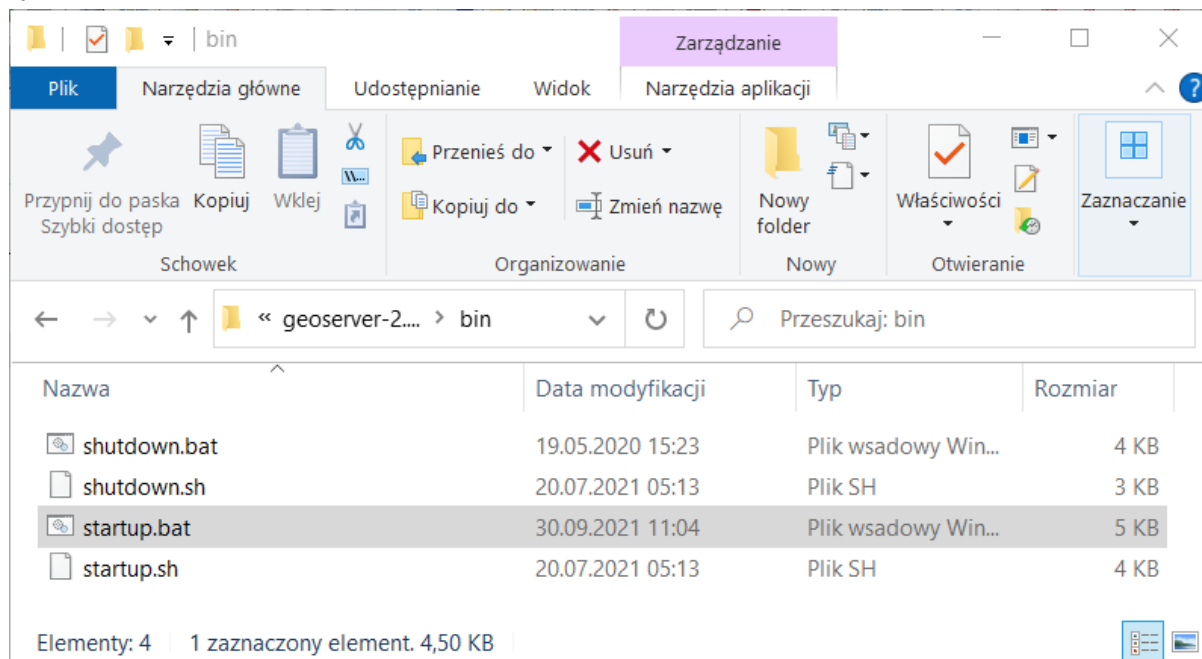 bin
Zarządzanie
Plik Narzędzia główne Udostępnianie Widok Narzędzia aplikacji
?
Przypnij do paska Szybki dostęp
Kopiuj
Wklej
W...
Przenieś do
Kopiuj do
Usuń
Zmień nazwę
Nowy folder
Właściwości
Zaznaczanie
Schowek Organizowanie Nowy Otwieranie
« geoserver-2.... > bin
Przeszukaj: bin
Nazwa Data modyfikacji Typ Rozmiar
shutdown.bat 19.05.2020 15:23 Plik wsadowy Win... 4 KB
shutdown.sh 20.07.2021 05:13 Plik SH 3 KB
startup.bat 30.09.2021 11:04 Plik wsadowy Win... 5 KB
startup.sh 20.07.2021 05:13 Plik SH 4 KB
Elementy: 4 1 zaznaczony element. 4,50 KB